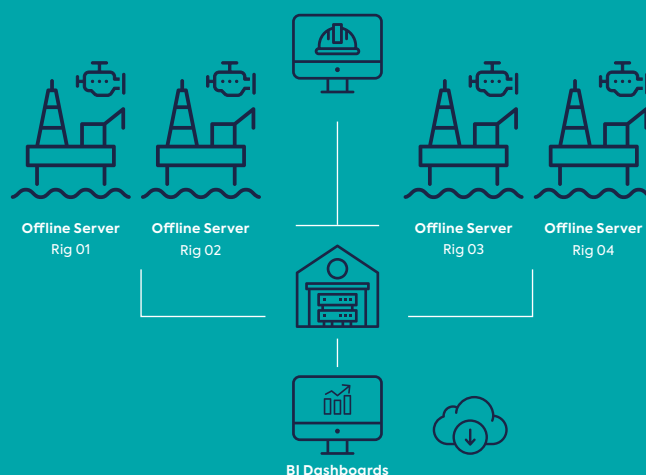 Offline Server
Rig 01
Offline Server
Rig 02
Offline Server
Rig 03
Offline Server
Rig 04
BI Dashboards